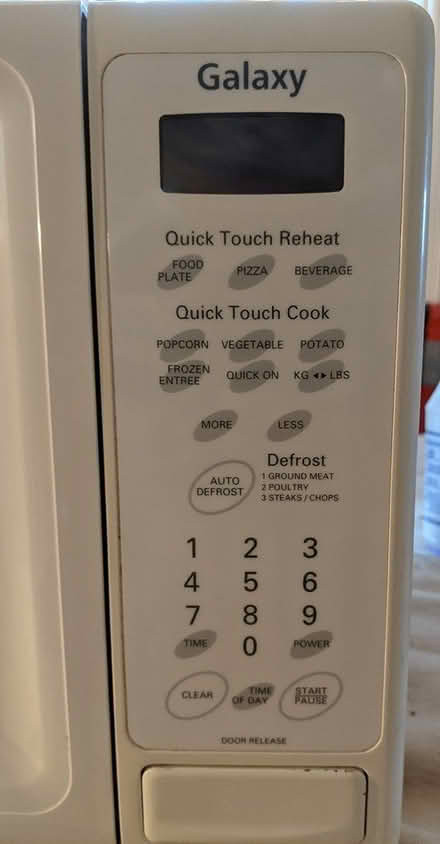 Galaxy
Quick Touch Reheat
FOOD
PLATE PIZZA BEVERAGE
Quick Touch Cook
POPCORN VEGETABLE POTATO
FROZEN
ENTREE QUICK ON KG ◄► LBS
MORE LESS
AUTO
DEFROST
Defrost
1 GROUND MEAT
2 POULTRY
3 STEAKS / CHOPS
1 2 3
4 5 6
7 8 9
TIME 0 POWER
CLEAR
TIME
OF DAY
START
PAUSE
DOOR RELEASE